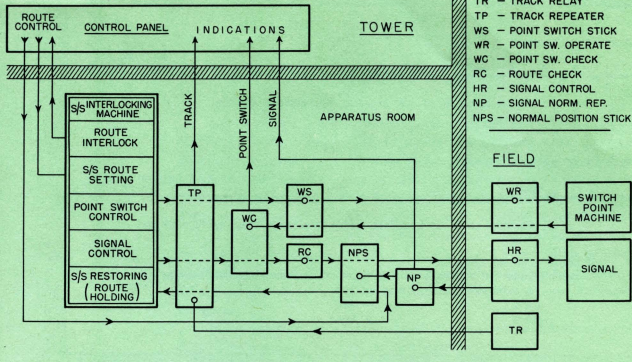 ROUTE
CONTROL
CONTROL PANEL
INDICATIONS
TOWER
TR – TRACK RELAY
TP – TRACK REPEATER
WS – POINT SWITCH STICK
WR – POINT SW. OPERATE
WC – POINT SW. CHECK
RC – ROUTE CHECK
HR – SIGNAL CONTROL
NP – SIGNAL NORM. REP.
NPS – NORMAL POSITION STICK
TRACK
POINT SWITCH
SIGNAL
APPARATUS ROOM
FIELD
S/S INTERLOCKING
MACHINE
ROUTE
INTERLOCK
S/S ROUTE
SETTING
POINT SWITCH
CONTROL
SIGNAL
CONTROL
S/S RESTORING
( ROUTE
HOLDING )
TP
WC
WS
RC
NPS
NP
WR
SWITCH
POINT
MACHINE
HR
SIGNAL
TR